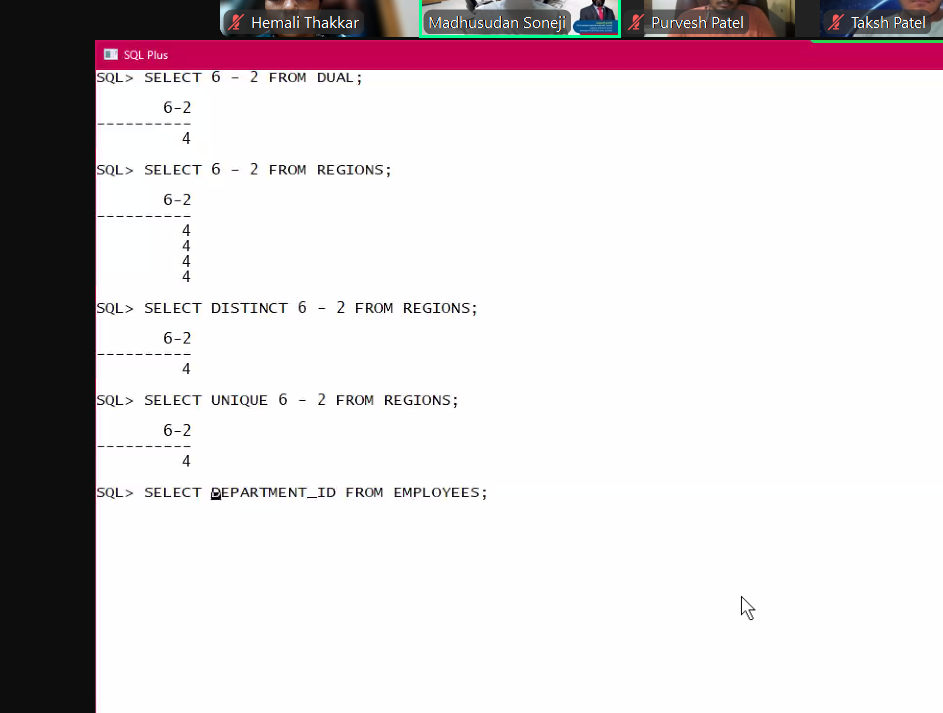 Hemali Thakkar
Madhusudan Soneji
Purvesh Patel
Taksh Patel
SQL Plus
SQL> SELECT 6 - 2 FROM DUAL;
6-2
----------
4
SQL> SELECT 6 - 2 FROM REGIONS;
6-2
----------
4
4
4
4
SQL> SELECT DISTINCT 6 - 2 FROM REGIONS;
6-2
----------
4
SQL> SELECT UNIQUE 6 - 2 FROM REGIONS;
6-2
----------
4
SQL> SELECT DEPARTMENT_ID FROM EMPLOYEES;